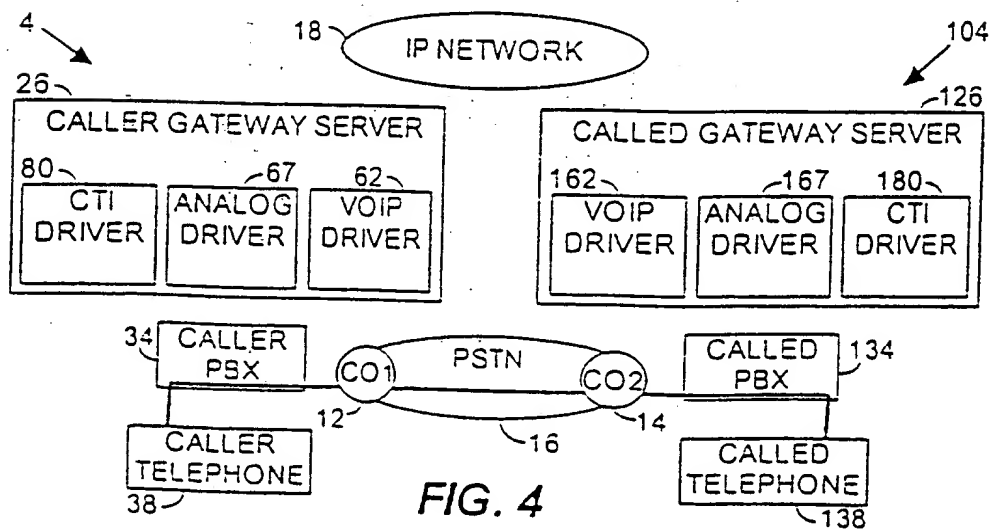 4
18
IP NETWORK
104
26
CALLER GATEWAY SERVER
80
CTI
DRIVER
67
ANALOG
DRIVER
62
VOIP
DRIVER
126
CALLED GATEWAY SERVER
162
VOIP
DRIVER
167
ANALOG
DRIVER
180
CTI
DRIVER
34
CALLER
PBX
CO1
12
PSTN
16
CO2
14
CALLED
PBX
134
CALLER
TELEPHONE
38
CALLED
TELEPHONE
138
FIG. 4